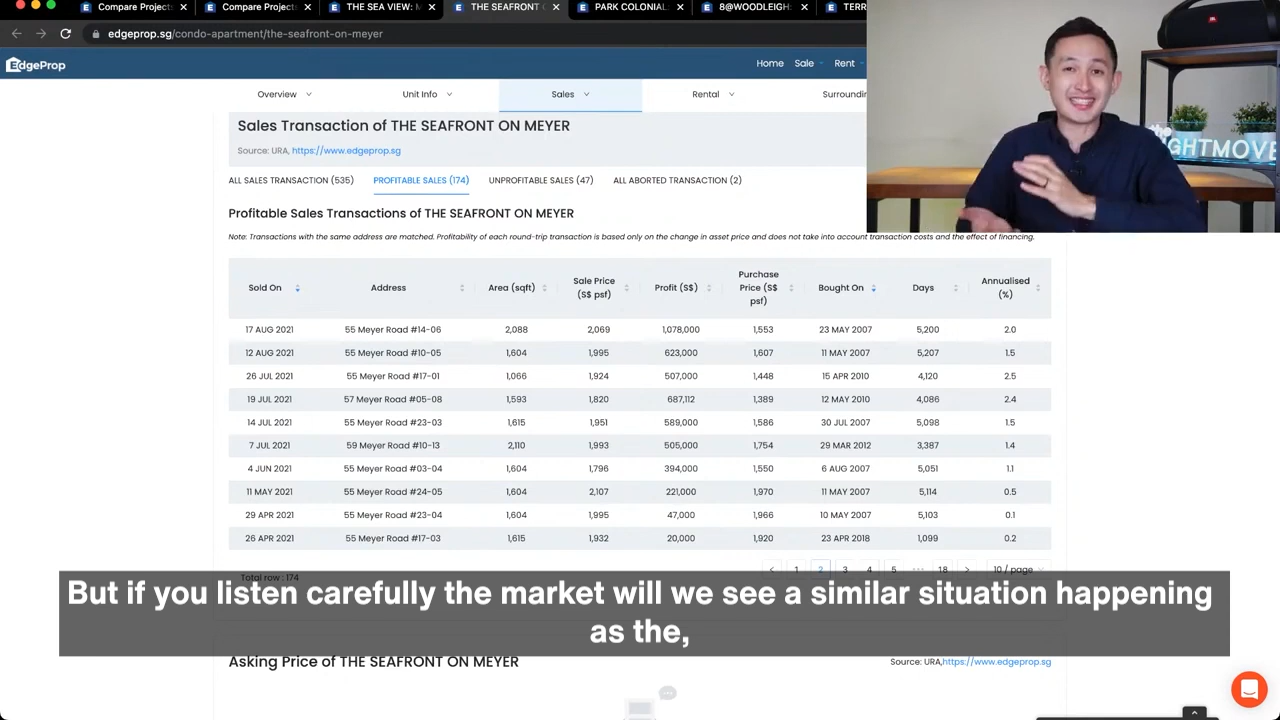 Compare Project
Compare Project
THE SEA VIEW: M
THE SEAFRONT O
PARK COLONIAL:
8@WOODLEIGH:
TERR
edgeprop.sg/condo-apartment/the-seafront-on-meyer
EdgeProp
Home Sale Rent
Overview Unit Info Sales Rental Surroundin
Sales Transaction of THE SEAFRONT ON MEYER
Source: URA, https://www.edgeprop.sg
ALL SALES TRANSACTION (535) PROFITABLE SALES (174) UNPROFITABLE SALES (47) ALL ABORTED TRANSACTION (2)
Profitable Sales Transactions of THE SEAFRONT ON MEYER
Note: Transactions with the same address are matched. Profitability of each round-trip transaction is based only on the change in asset price and does not take into account transaction costs and the effect of financing.
Sold On Address Area (sqft) Sale Price (S$ psf) Profit (S$) Purchase Price (S$ psf) Bought On Days Annualised (%)
17 AUG 2021 55 Meyer Road #14-06 2,088 2,069 1,078,000 1,553 23 MAY 2007 5,200 2.0
12 AUG 2021 55 Meyer Road #10-05 1,604 1,995 623,000 1,607 11 MAY 2007 5,207 1.5
26 JUL 2021 55 Meyer Road #17-01 1,066 1,924 507,000 1,448 15 APR 2010 4,120 2.5
19 JUL 2021 57 Meyer Road #05-08 1,593 1,820 687,112 1,389 12 MAY 2010 4,086 2.4
14 JUL 2021 55 Meyer Road #23-03 1,615 1,951 589,000 1,586 30 JUL 2007 5,098 1.5
7 JUL 2021 59 Meyer Road #10-13 2,110 1,993 505,000 1,754 29 MAR 2012 3,387 1.4
4 JUN 2021 55 Meyer Road #03-04 1,604 1,796 394,000 1,550 6 AUG 2007 5,051 1.1
11 MAY 2021 55 Meyer Road #24-05 1,604 2,107 221,000 1,970 11 MAY 2007 5,114 0.5
29 APR 2021 55 Meyer Road #23-04 1,604 1,995 47,000 1,966 10 MAY 2007 5,103 0.1
26 APR 2021 55 Meyer Road #17-03 1,615 1,932 20,000 1,920 23 APR 2018 1,099 0.2
Total row : 174 < 1 2 3 4 5 ••• 18 > 10 / page
But if you listen carefully the market will we see a similar situation happening
as the,
Asking Price of THE SEAFRONT ON MEYER
Source: URA,https://www.edgeprop.sg
the
IGHTMOVE
JBL